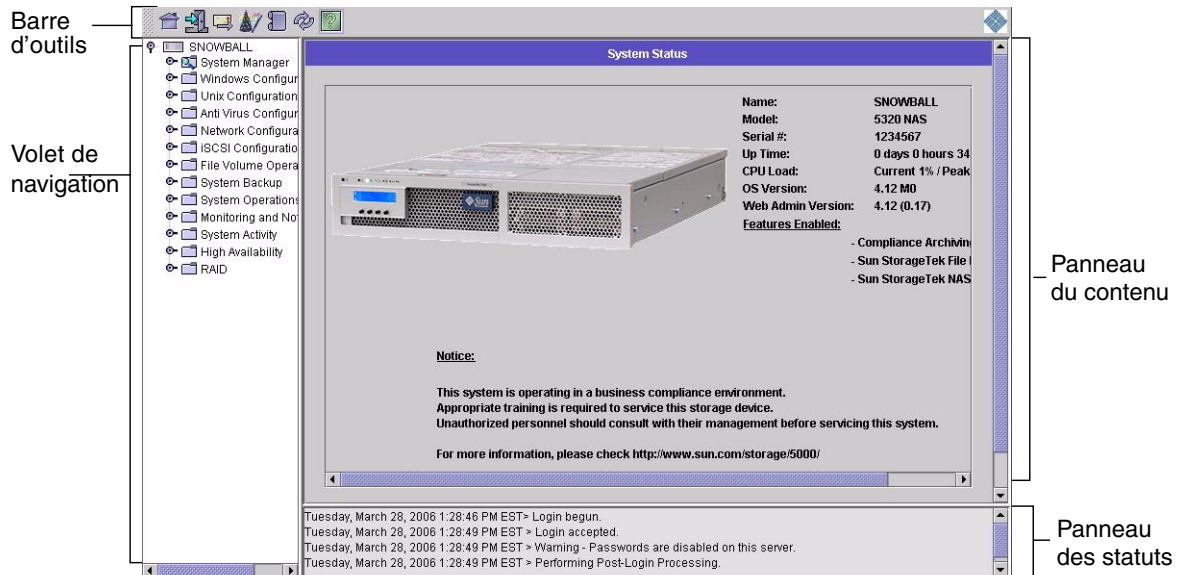 Barre
d'outils
Volet de
navigation
SNOWBALL
System Manager
Windows Configur
Unix Configuration
Anti Virus Configur
Network Configura
iSCSI Configuratio
File Volume Opera
System Backup
System Operations
Monitoring and No
System Activity
High Availability
RAID
System Status
Sun
Name: SNOWBALL
Model: 5320 NAS
Serial #: 1234567
Up Time: 0 days 0 hours 34
CPU Load: Current 1% / Peak
OS Version: 4.12 M0
Web Admin Version: 4.12 (0.17)
Features Enabled:
- Compliance Archivin
- Sun StorageTek File
- Sun StorageTek NAS
Notice:
This system is operating in a business compliance environment.
Appropriate training is required to service this storage device.
Unauthorized personnel should consult with their management before servicing this system.
For more information, please check http://www.sun.com/storage/5000/
Tuesday, March 28, 2006 1:28:46 PM EST> Login begun.
Tuesday, March 28, 2006 1:28:49 PM EST > Login accepted.
Tuesday, March 28, 2006 1:28:49 PM EST > Warning - Passwords are disabled on this server.
Tuesday, March 28, 2006 1:28:49 PM EST > Performing Post-Login Processing.
Panneau
du contenu
Panneau
des statuts